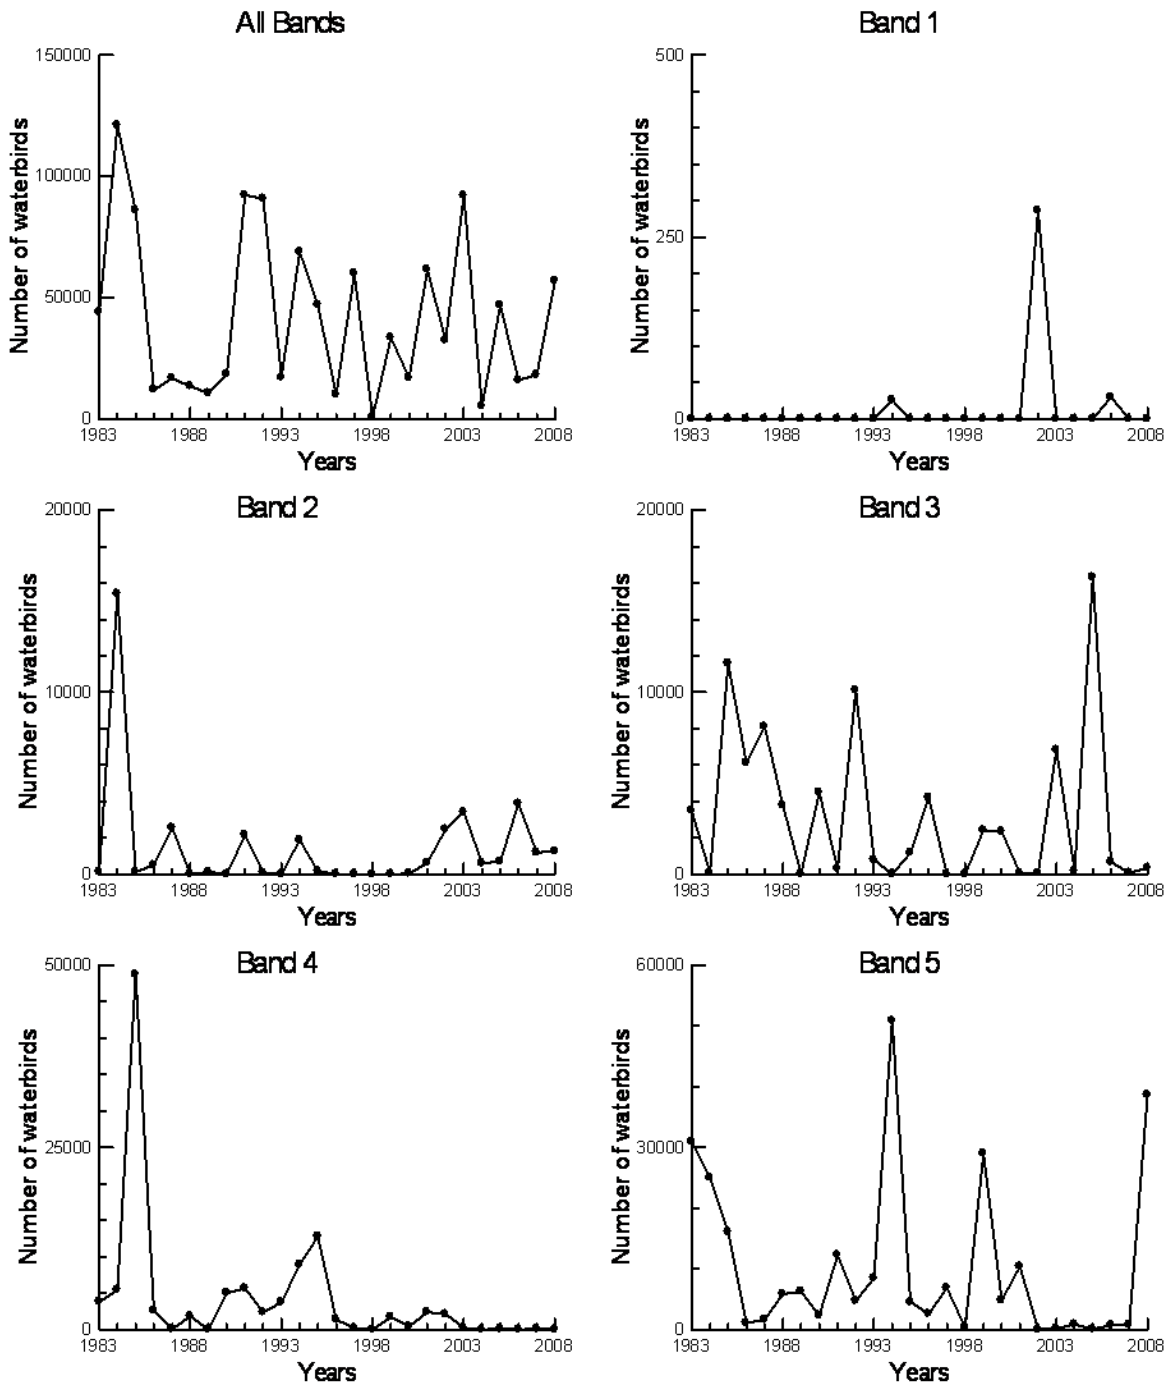 All Bands
150000
100000
50000
0
Number of waterbirds
1983 1988 1993 1998 2003 2008
Years
Band 1
500
250
0
Number of waterbirds
1983 1988 1993 1998 2003 2008
Years
Band 2
20000
10000
0
Number of waterbirds
1983 1988 1993 1998 2003 2008
Years
Band 3
20000
10000
0
Number of waterbirds
1983 1988 1993 1998 2003 2008
Years
Band 4
50000
25000
0
Number of waterbirds
1983 1988 1993 1998 2003 2008
Years
Band 5
60000
30000
0
Number of waterbirds
1983 1988 1993 1998 2003 2008
Years